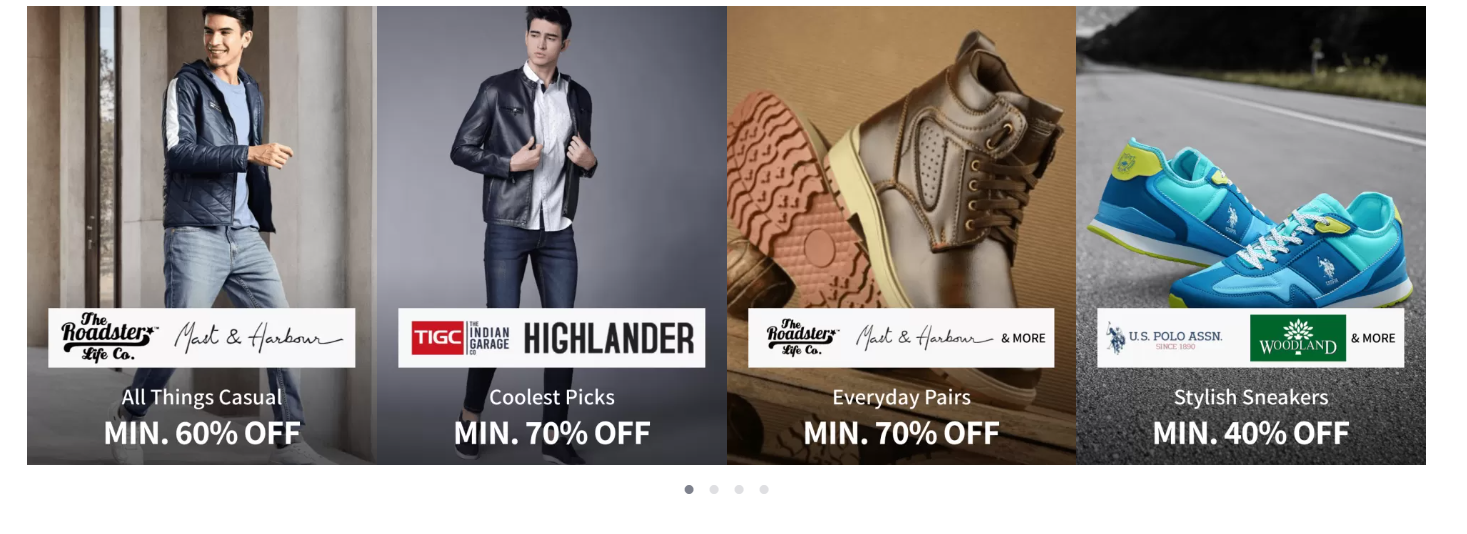 The
Roadster
Life Co.
Mast & Harbour
All Things Casual
MIN. 60% OFF
TIGC
THE
INDIAN
GARAGE
CO
HIGHLANDER
Coolest Picks
MIN. 70% OFF
The
Roadster
Life Co.
Mast & Harbour
& MORE
Everyday Pairs
MIN. 70% OFF
U.S. POLO ASSN.
SINCE 1890
WOODLAND
& MORE
Stylish Sneakers
MIN. 40% OFF